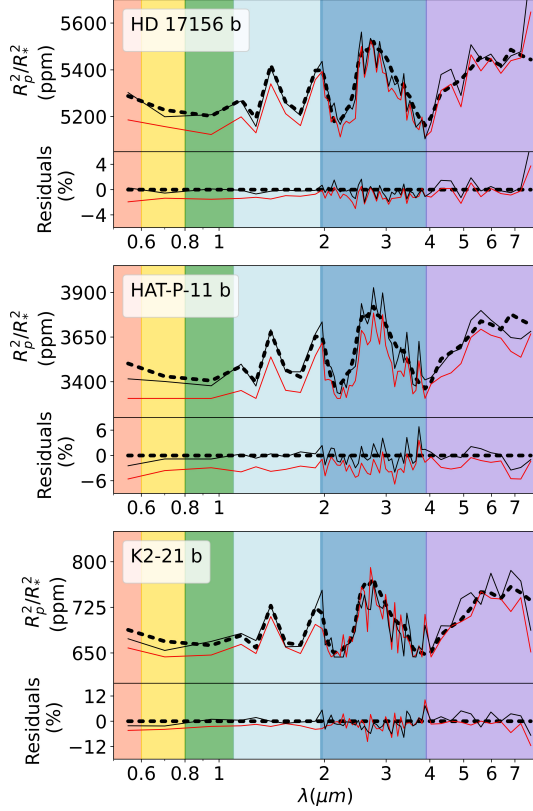 HD 17156 b
5600
5400
5200
R_p^2/R_*^2
(ppm)
4
0
−4
Residuals
(%)
0.6 0.8 1 2 3 4 5 6 7
HAT-P-11 b
3900
3650
3400
R_p^2/R_*^2
(ppm)
6
0
−6
Residuals
(%)
0.6 0.8 1 2 3 4 5 6 7
K2-21 b
800
725
650
R_p^2/R_*^2
(ppm)
12
0
−12
Residuals
(%)
0.6 0.8 1 2 3 4 5 6 7
λ(μm)